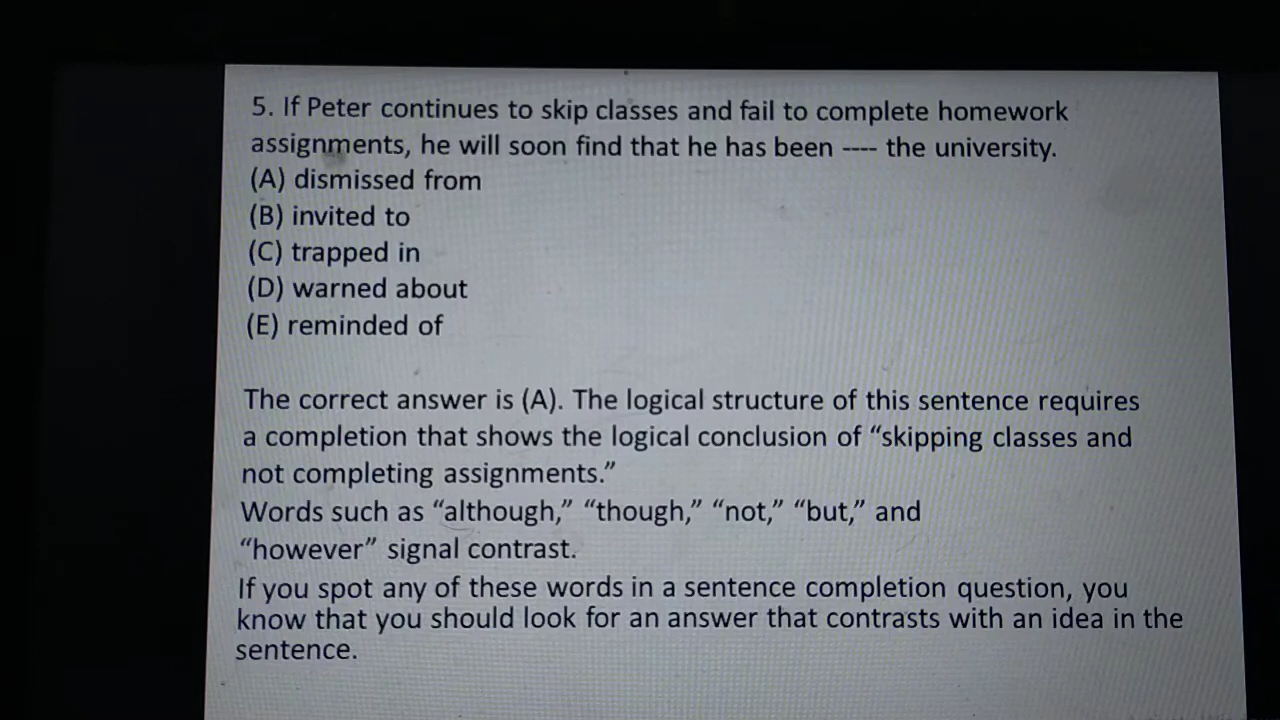 5. If Peter continues to skip classes and fail to complete homework
assignments, he will soon find that he has been ---- the university.
(A) dismissed from
(B) invited to
(C) trapped in
(D) warned about
(E) reminded of
The correct answer is (A). The logical structure of this sentence requires
a completion that shows the logical conclusion of “skipping classes and
not completing assignments.”
Words such as “although,” “though,” “not,” “but,” and
“however” signal contrast.
If you spot any of these words in a sentence completion question, you
know that you should look for an answer that contrasts with an idea in the
sentence.